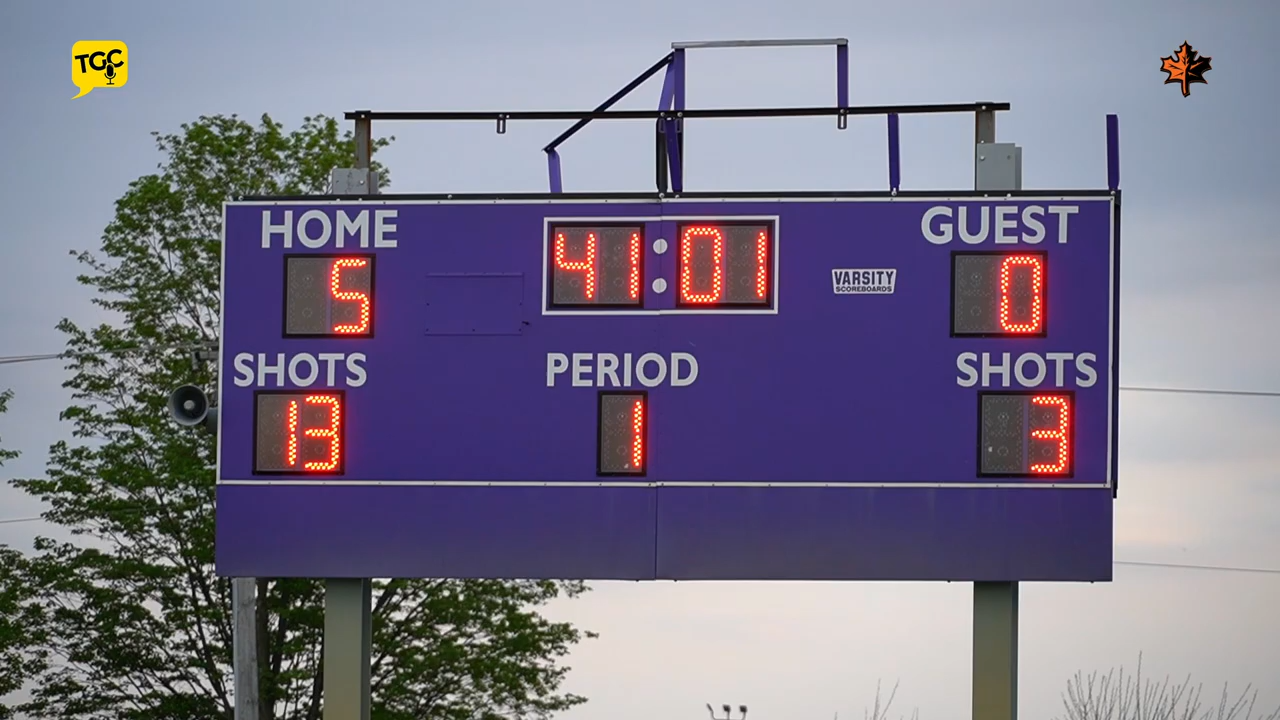 TGC
HOME
41:01
GUEST
5
VARSITY
SCOREBOARDS
0
SHOTS
PERIOD
SHOTS
13
1
3